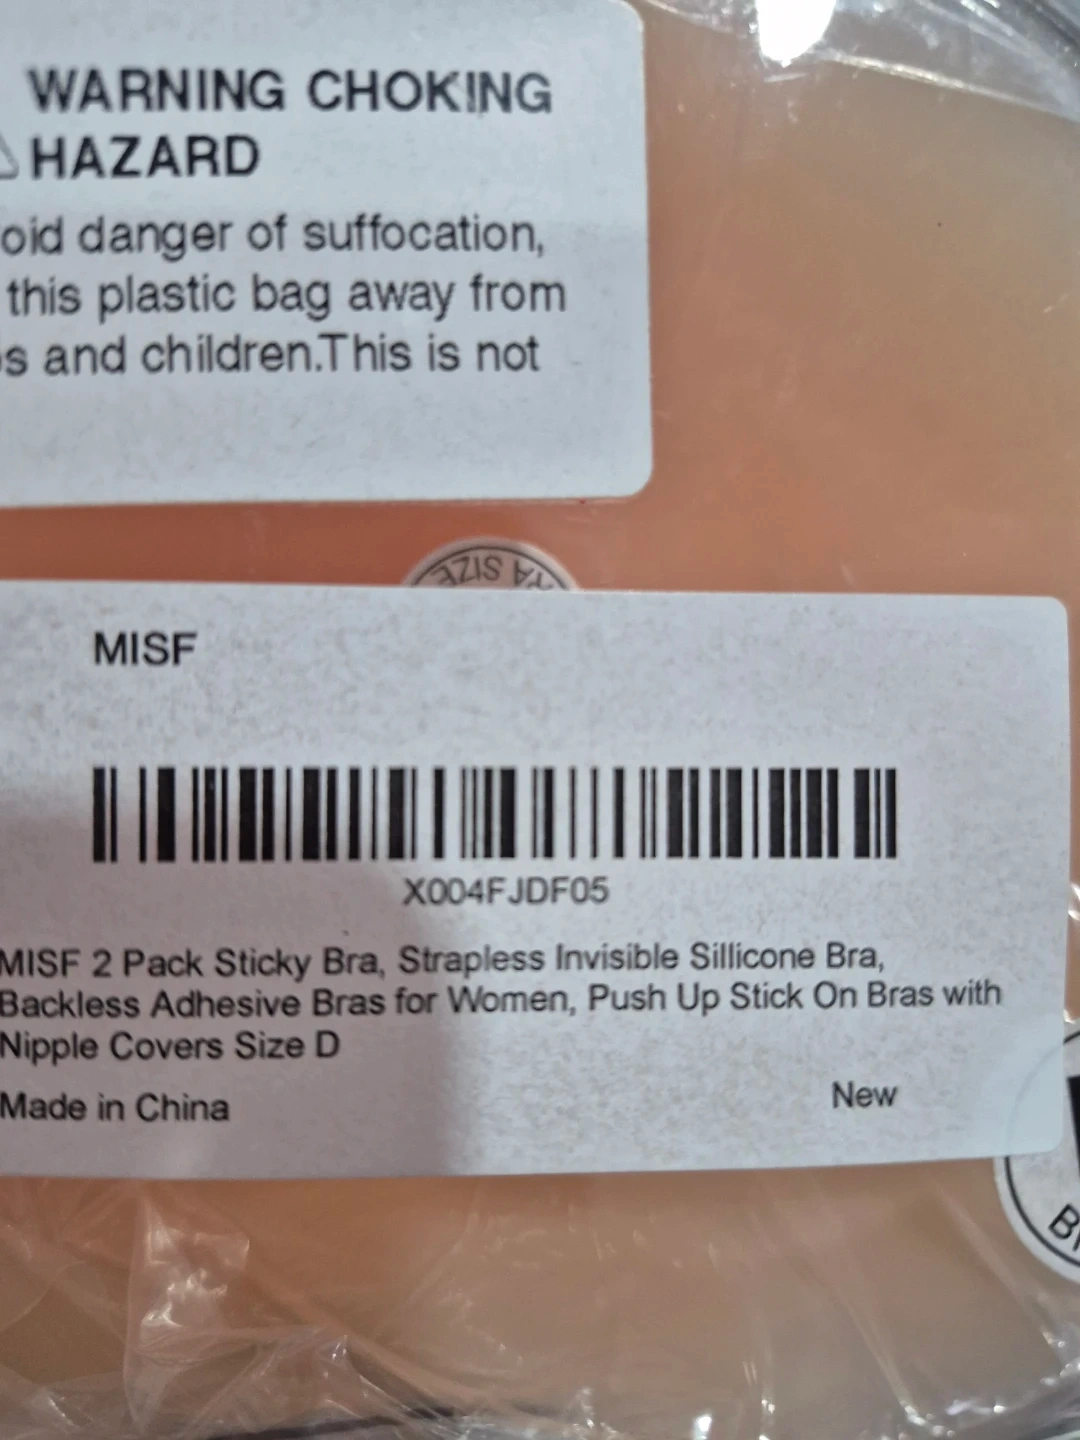 WARNING CHOKING
HAZARD
oid danger of suffocation,
this plastic bag away from
s and children.This is not
SIZE
MISF
X004FJDF05
MISF 2 Pack Sticky Bra, Strapless Invisible Sillicone Bra,
Backless Adhesive Bras for Women, Push Up Stick On Bras with
Nipple Covers Size D
Made in China
New